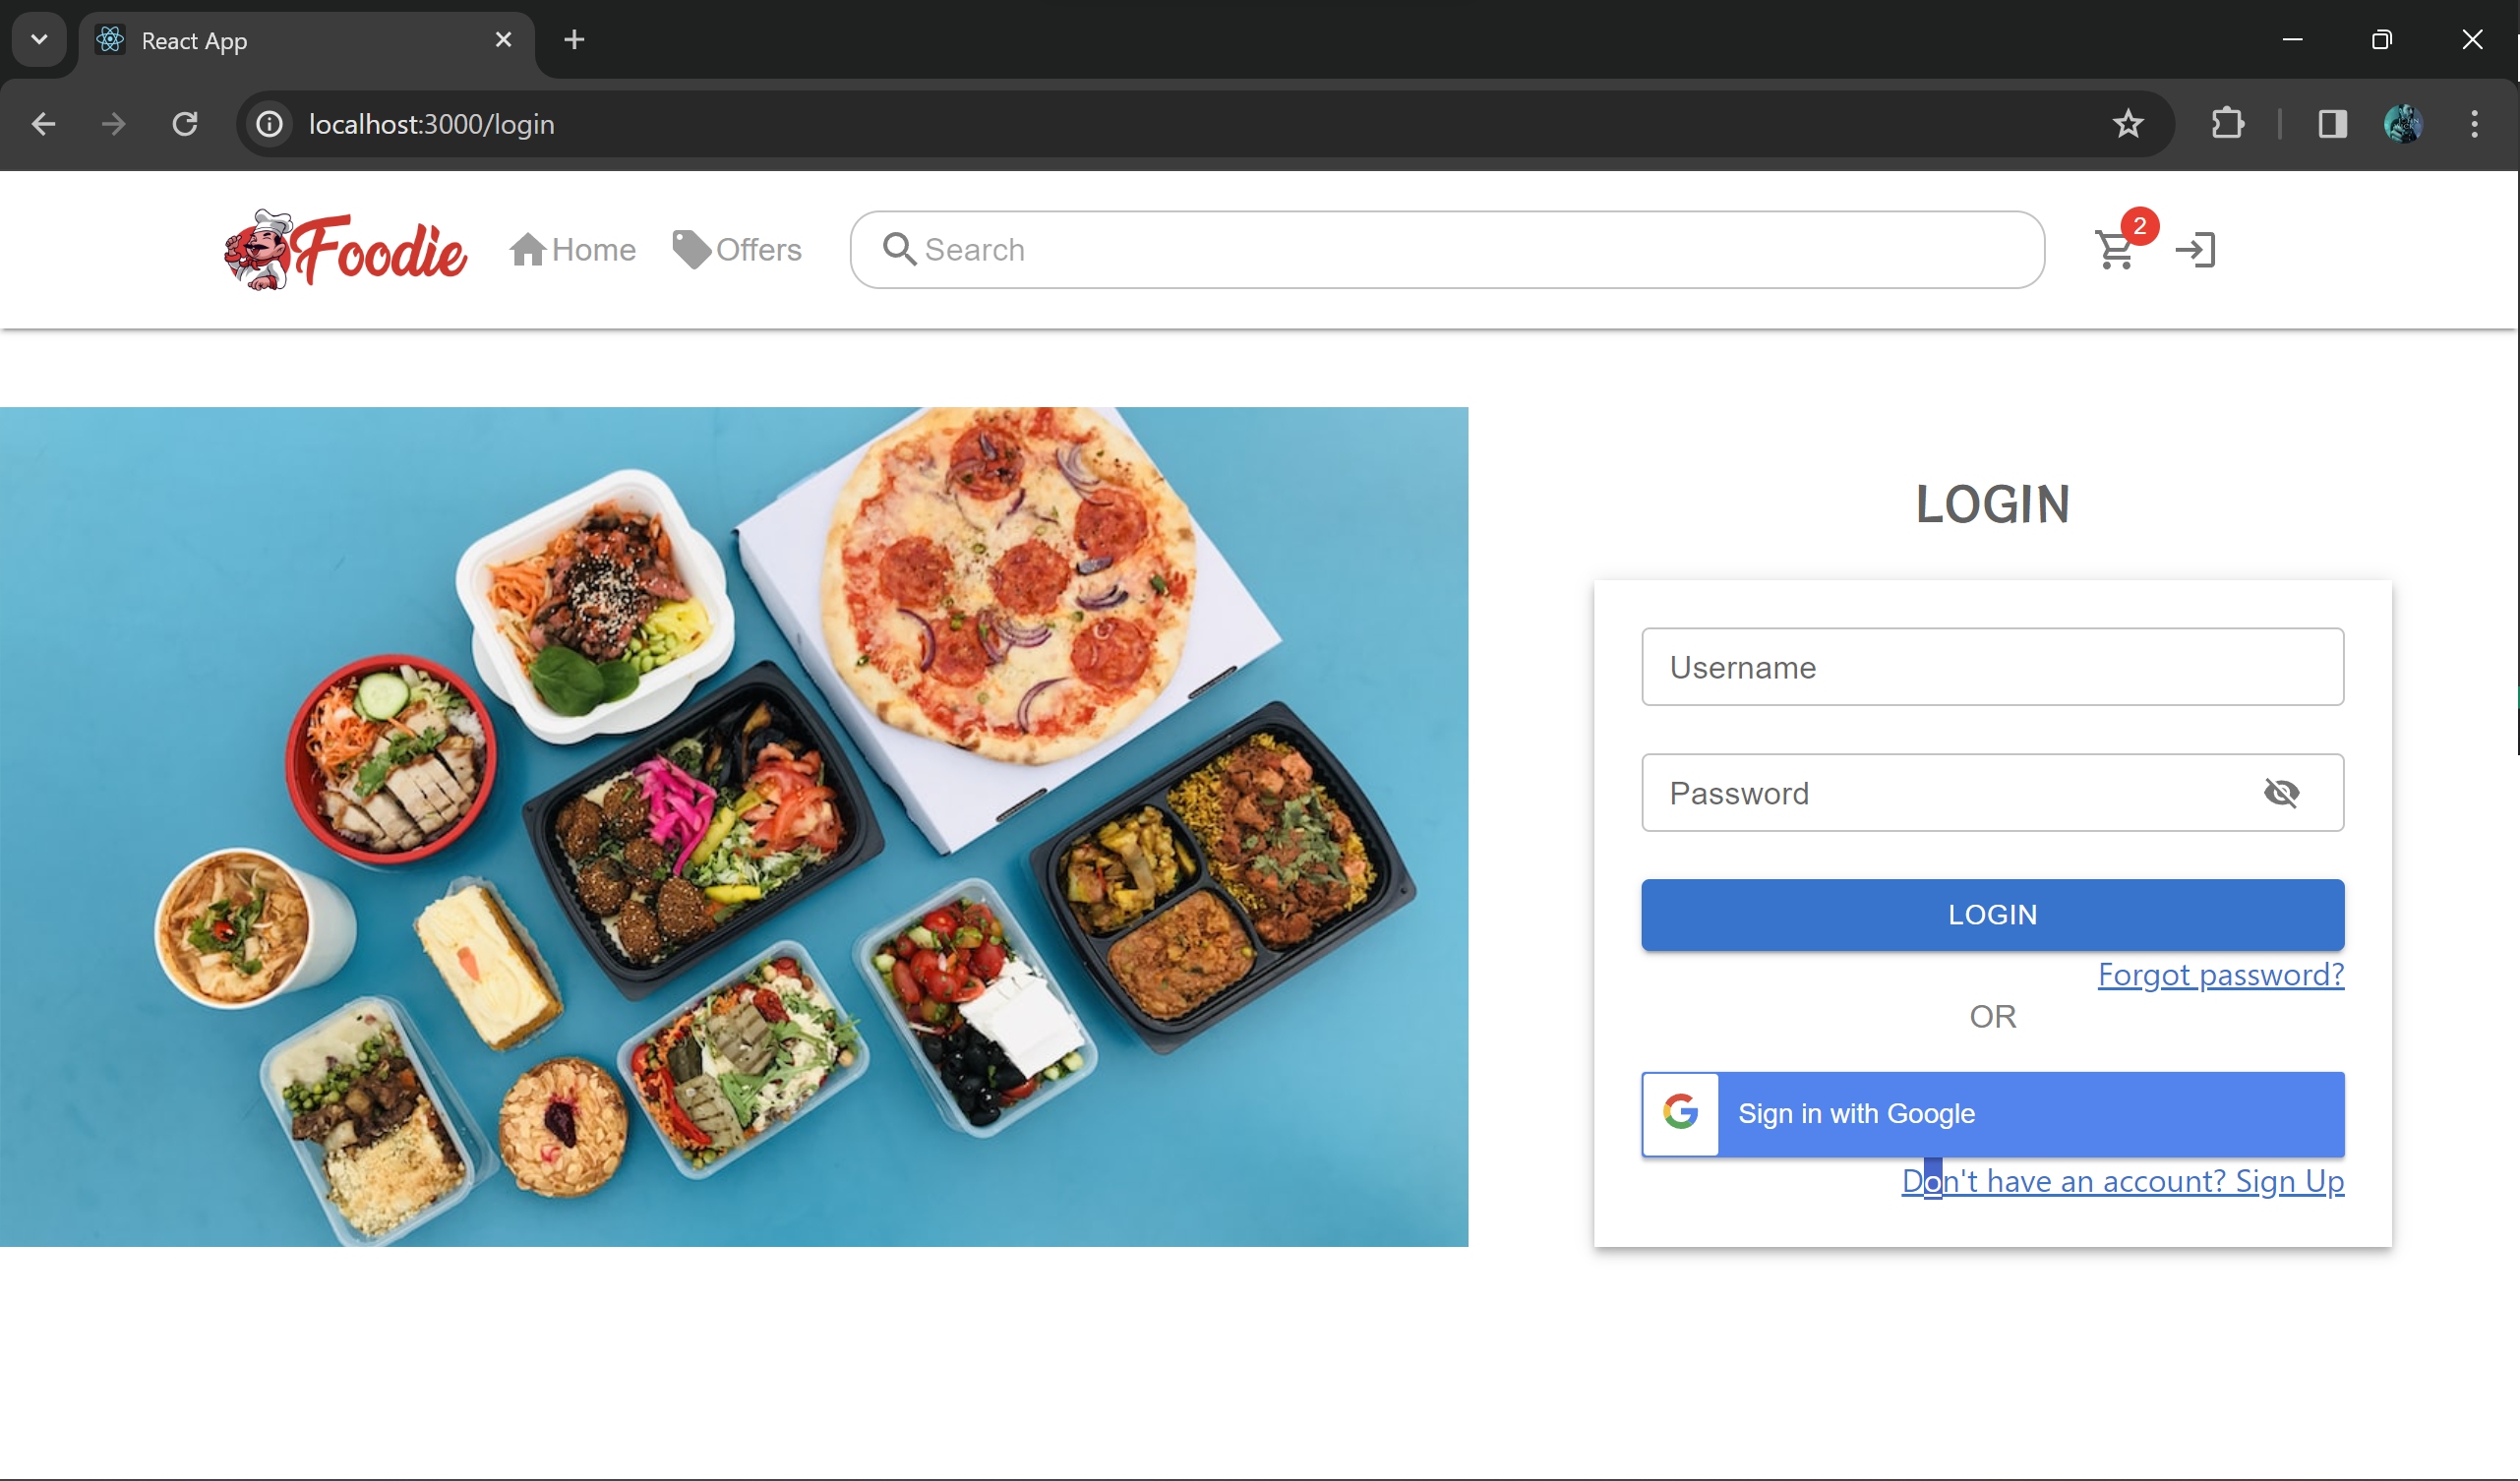 React App
localhost:3000/login
Foodie
Home
Offers
Search
2
LOGIN
Username
Password
LOGIN
Forgot password?
OR
Sign in with Google
Don't have an account? Sign Up